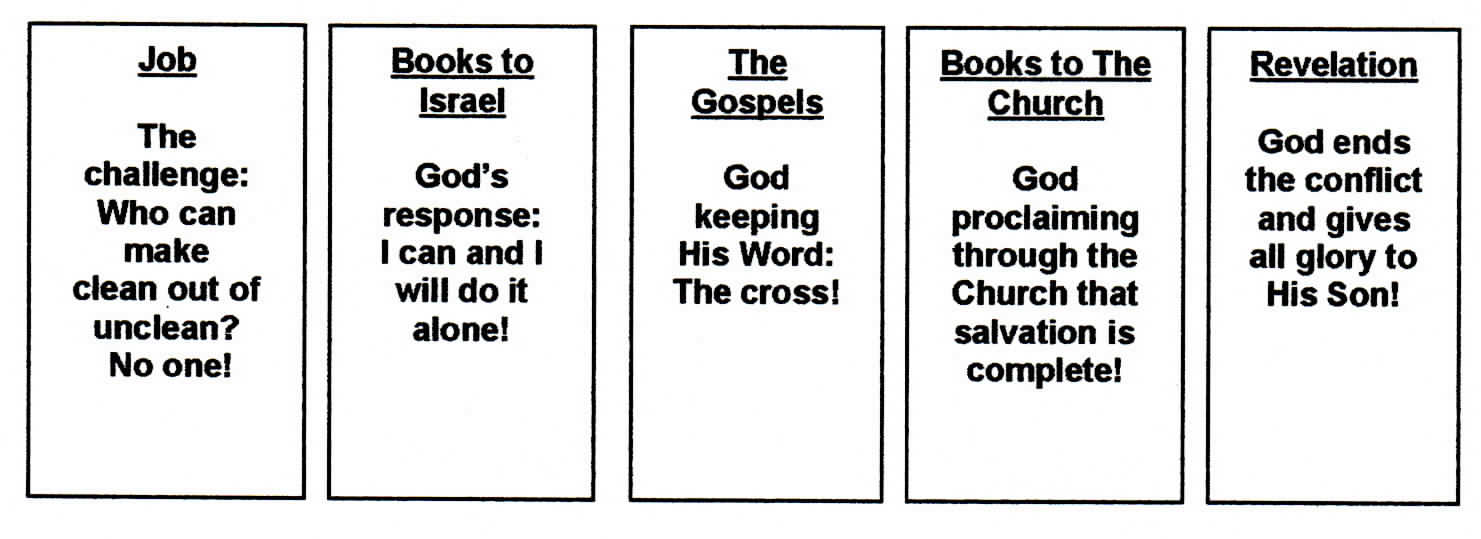 Job
The
challenge:
Who can
make
clean out of
unclean?
No one!
Books to
Israel
God's
response:
I can and I
will do it
alone!
The
Gospels
God
keeping
His Word:
The cross!
Books to The
Church
God
proclaiming
through the
Church that
salvation is
complete!
Revelation
God ends
the conflict
and gives
all glory to
His Son!